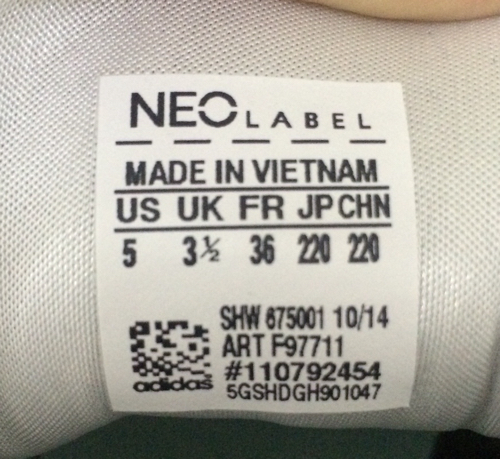 NEO LABEL
MADE IN VIETNAM
US UK FR JP CHN
5 3½ 36 220 220
SHW 675001 10/14
ART F97711
#110792454
adidas 5GSHDGH901047